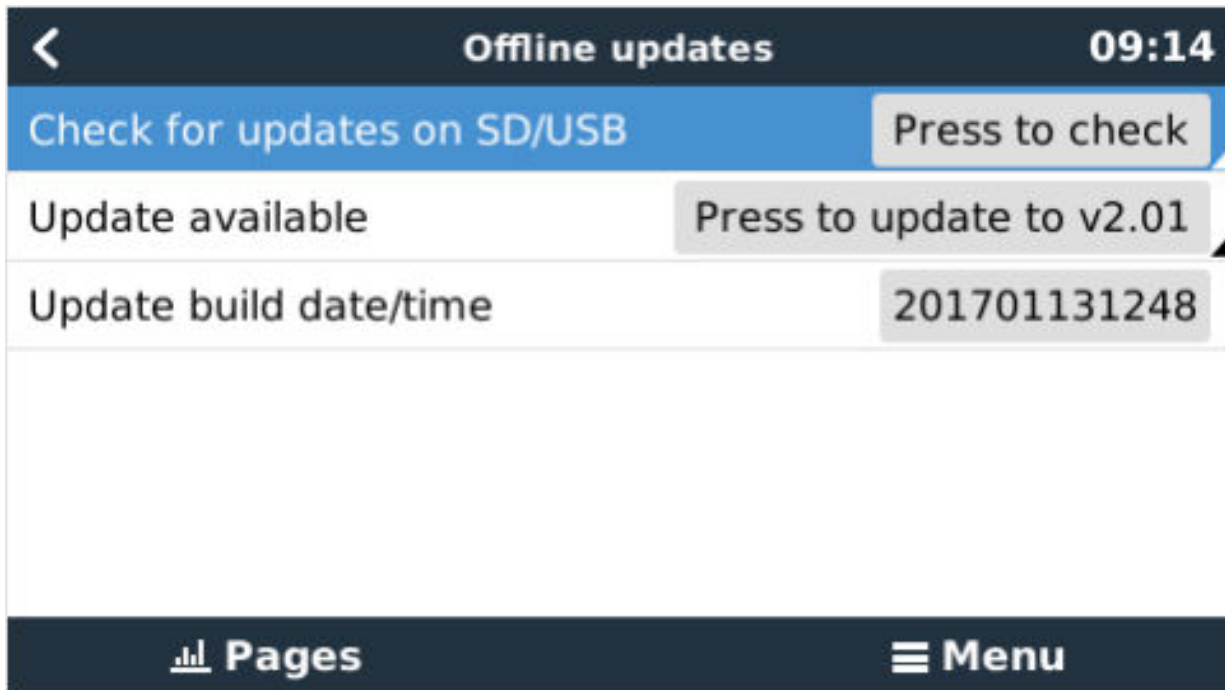 Offline updates 09:14
Check for updates on SD/USB Press to check
Update available Press to update to v2.01
Update build date/time 201701131248
Pages Menu